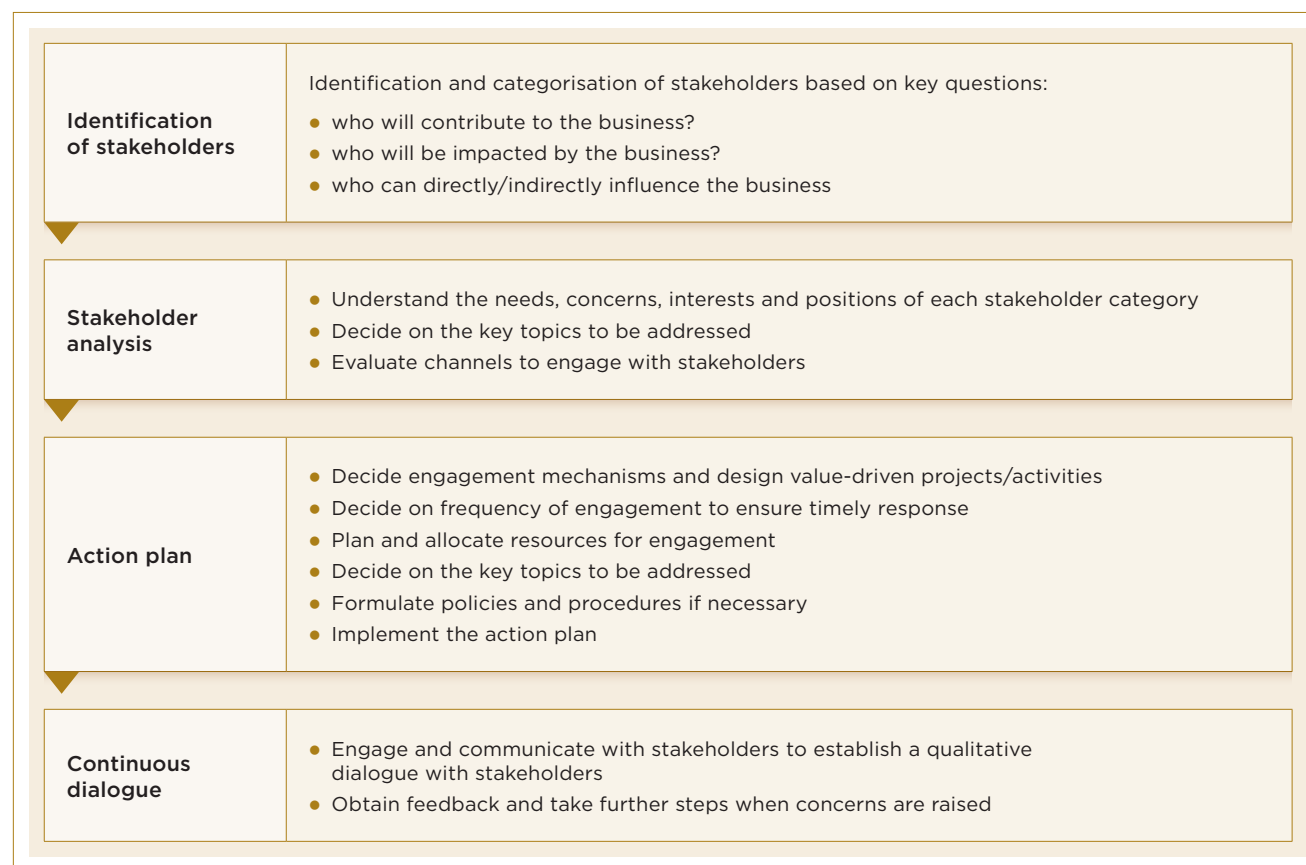 Identification
of stakeholders
Identification and categorisation of stakeholders based on key questions:
● who will contribute to the business?
● who will be impacted by the business?
● who can directly/indirectly influence the business
Stakeholder
analysis
● Understand the needs, concerns, interests and positions of each stakeholder category
● Decide on the key topics to be addressed
● Evaluate channels to engage with stakeholders
Action plan
● Decide engagement mechanisms and design value-driven projects/activities
● Decide on frequency of engagement to ensure timely response
● Plan and allocate resources for engagement
● Decide on the key topics to be addressed
● Formulate policies and procedures if necessary
● Implement the action plan
Continuous
dialogue
● Engage and communicate with stakeholders to establish a qualitative
dialogue with stakeholders
● Obtain feedback and take further steps when concerns are raised